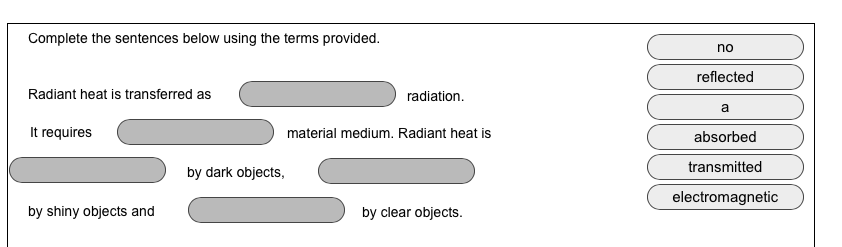 Complete the sentences below using the terms provided.
Radiant heat is transferred as radiation.
It requires material medium. Radiant heat is
by dark objects,
by shiny objects and by clear objects.
no
reflected
a
absorbed
transmitted
electromagnetic